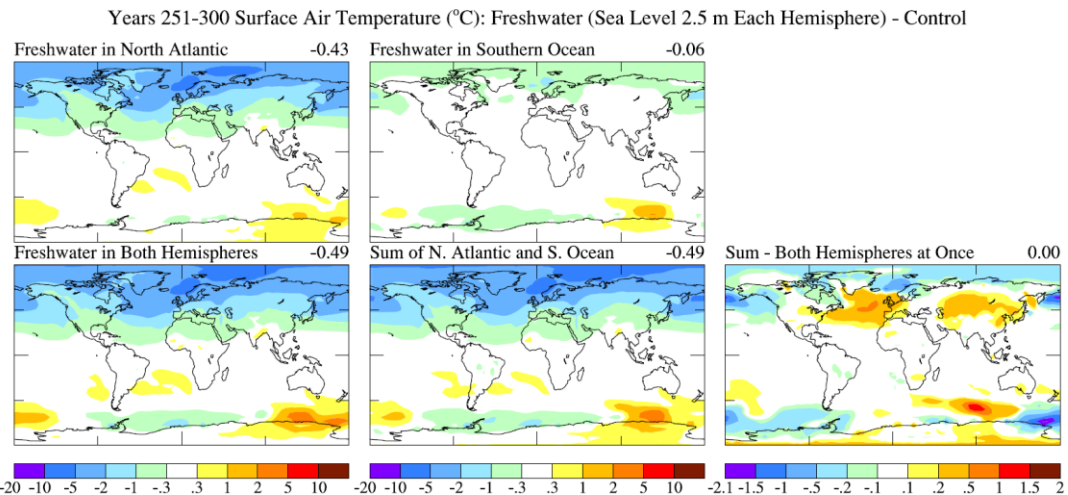 Years 251-300 Surface Air Temperature (°C): Freshwater (Sea Level 2.5 m Each Hemisphere) - Control
Freshwater in North Atlantic -0.43
Freshwater in Southern Ocean -0.06
Freshwater in Both Hemispheres -0.49
Sum of N. Atlantic and S. Ocean -0.49
Sum - Both Hemispheres at Once 0.00
-20 -10 -5 -2 -1 -.3 .3 1 2 5 10
-20 -10 -5 -2 -1 -.3 .3 1 2 5 10
-2.1 -1.5 -1 -.5 -.2 -.1 .1 .2 .5 1 1.5 2